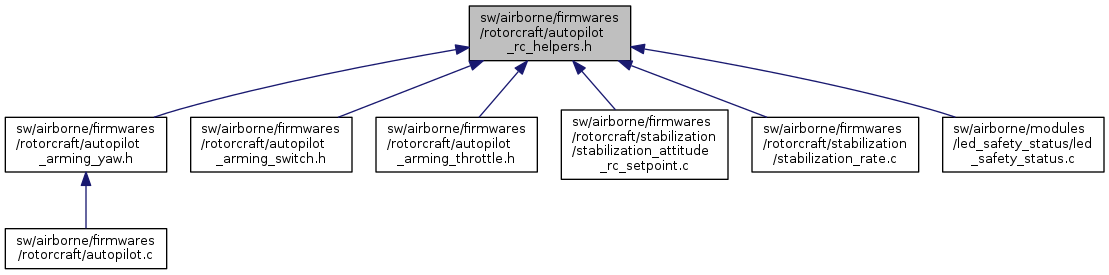 sw/airborne/firmwares
/rotorcraft/autopilot
_rc_helpers.h
sw/airborne/firmwares
/rotorcraft/autopilot
_arming_yaw.h
sw/airborne/firmwares
/rotorcraft/autopilot
_arming_switch.h
sw/airborne/firmwares
/rotorcraft/autopilot
_arming_throttle.h
sw/airborne/firmwares
/rotorcraft/stabilization
/stabilization_attitude
_rc_setpoint.c
sw/airborne/firmwares
/rotorcraft/stabilization
/stabilization_rate.c
sw/airborne/modules
/led_safety_status/led
_safety_status.c
sw/airborne/firmwares
/rotorcraft/autopilot.c